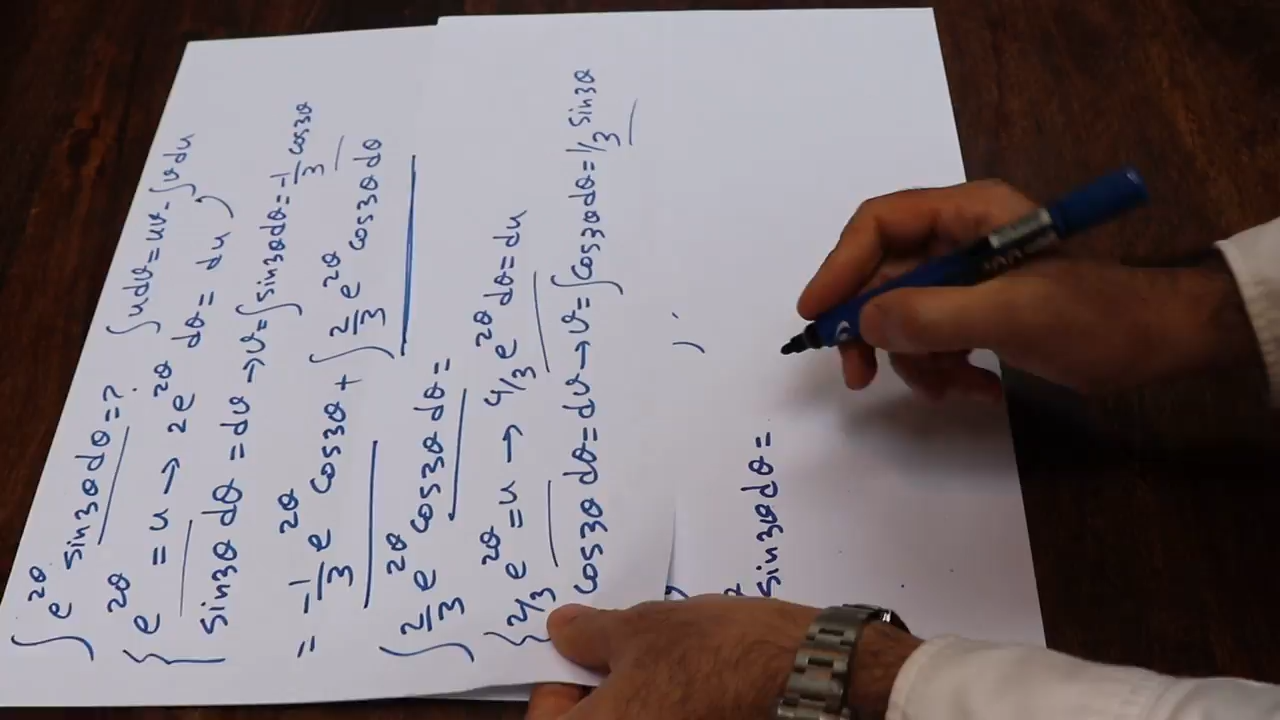 ∫ e^{2θ} sin3θ dθ = ?   ∫ u dv = uv - ∫ v du
{ e^{2θ} = u → 2e^{2θ} dθ = du,
sin3θ dθ = dv → v = ∫ sin3θ dθ = -1/3 cos3θ
= -1/3 e^{2θ} cos3θ + ∫ 2/3 e^{2θ} cos3θ dθ
∫ 2/3 e^{2θ} cos3θ dθ =
{ 2/3 e^{2θ} = u → 4/3 e^{2θ} dθ = du
cos3θ dθ = dv → v = ∫ cos3θ dθ = 1/3 sin3θ
sin3θ dθ =